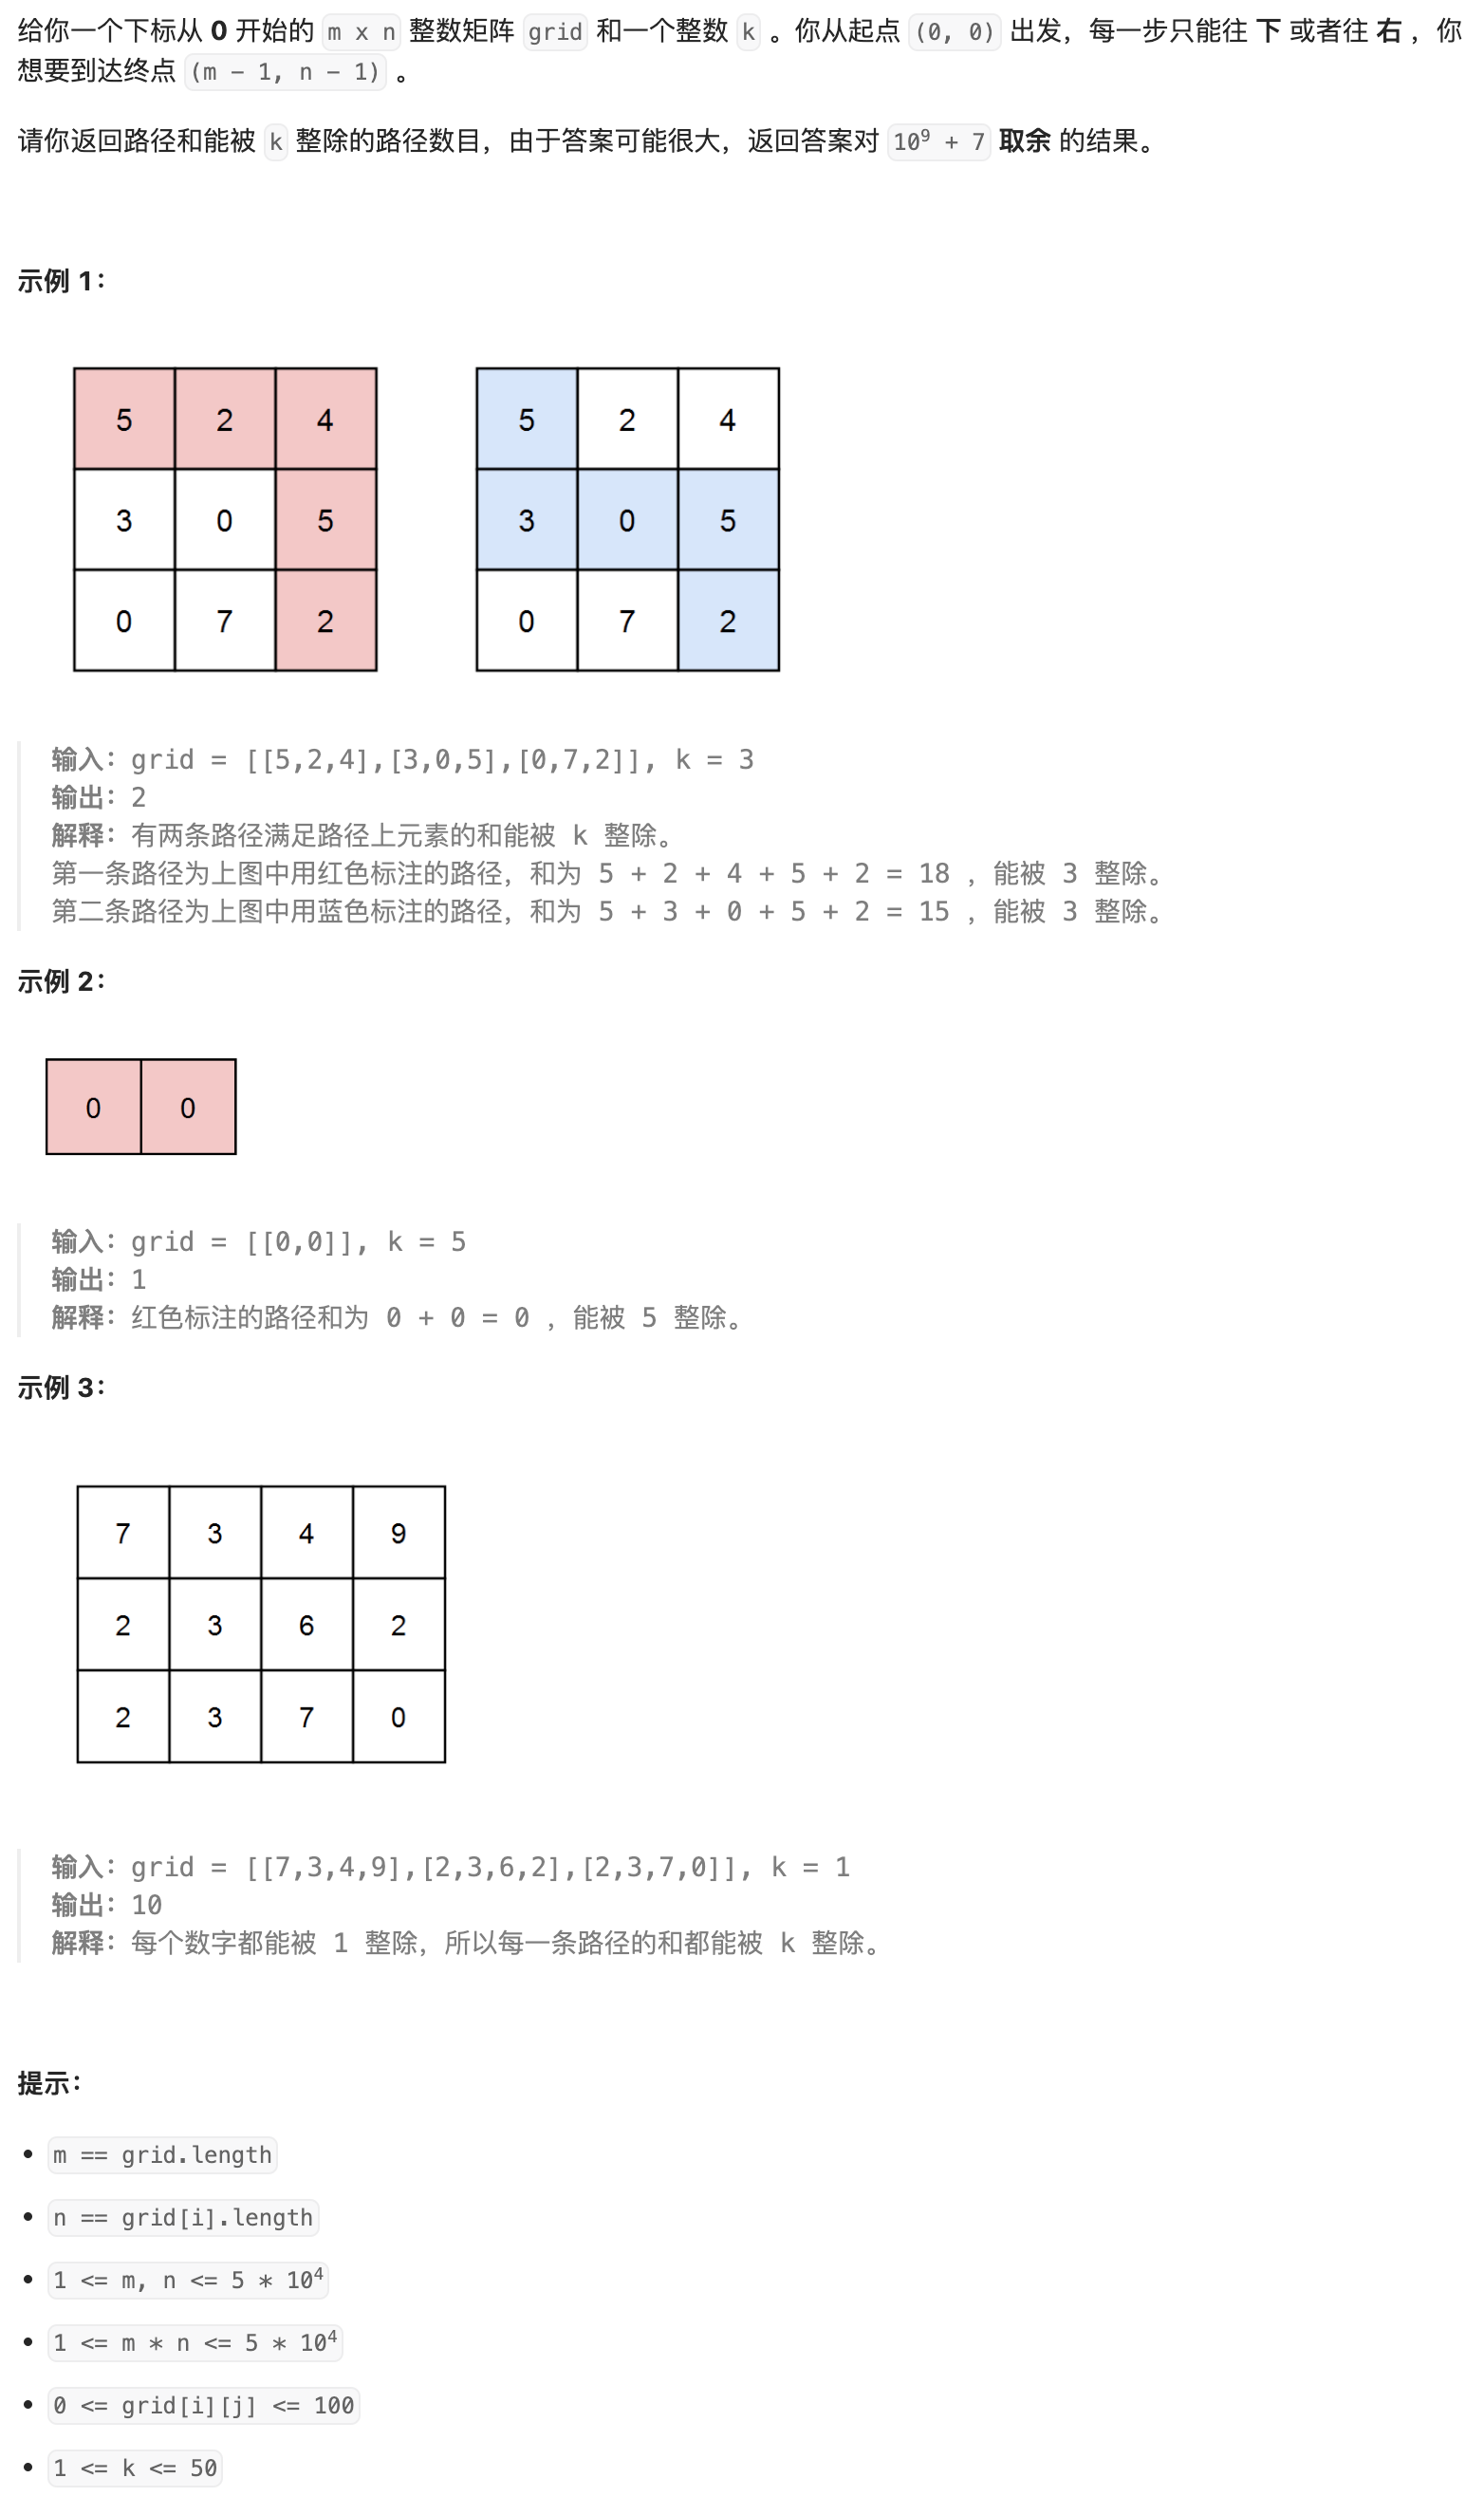 给你一个下标从 0 开始的 m x n 整数矩阵 grid 和一个整数 k 。你从起点 (0, 0) 出发，每一步只能往 下 或者往 右 ，你
想要到达终点 (m - 1, n - 1) 。
请你返回路径和能被 k 整除的路径数目，由于答案可能很大，返回答案对 10⁹ + 7 取余 的结果。
示例 1：
5 2 4
3 0 5
0 7 2
5 2 4
3 0 5
0 7 2
输入：grid = [[5,2,4],[3,0,5],[0,7,2]], k = 3
输出：2
解释：有两条路径满足路径上元素的和能被 k 整除。
第一条路径为上图中用红色标注的路径，和为 5 + 2 + 4 + 5 + 2 = 18 ，能被 3 整除。
第二条路径为上图中用蓝色标注的路径，和为 5 + 3 + 0 + 5 + 2 = 15 ，能被 3 整除。
示例 2：
0 0
输入：grid = [[0,0]], k = 5
输出：1
解释：红色标注的路径和为 0 + 0 = 0 ，能被 5 整除。
示例 3：
7 3 4 9
2 3 6 2
2 3 7 0
输入：grid = [[7,3,4,9],[2,3,6,2],[2,3,7,0]], k = 1
输出：10
解释：每个数字都能被 1 整除，所以每一条路径的和都能被 k 整除。
提示：
• m == grid.length
• n == grid[i].length
• 1 <= m, n <= 5 * 10⁴
• 1 <= m * n <= 5 * 10⁴
• 0 <= grid[i][j] <= 100
• 1 <= k <= 50